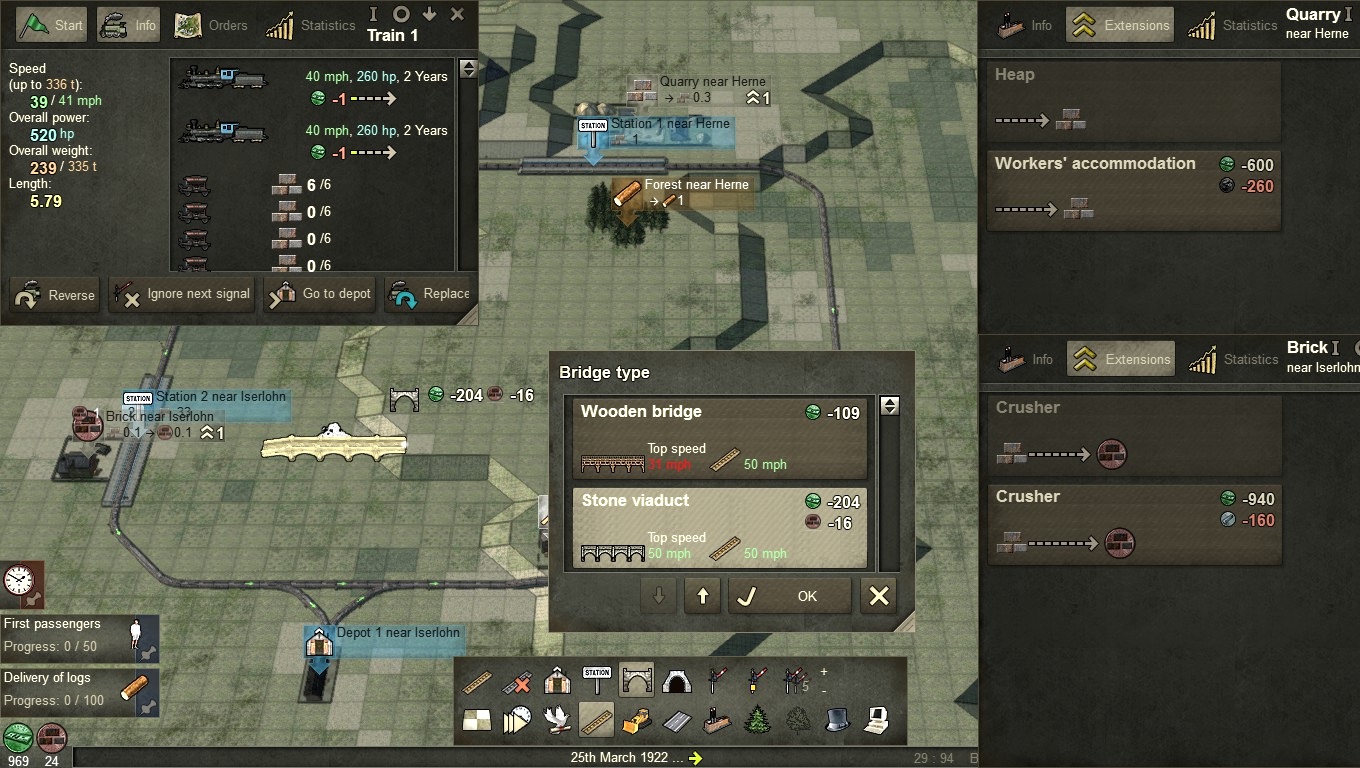 Start Info Orders Statistics Train 1
Speed
(up to 336 t):
39 / 41 mph
Overall power:
520 hp
Overall weight:
239 / 335 t
Length:
5.79
40 mph, 260 hp, 2 Years
-1
40 mph, 260 hp, 2 Years
-1
6 /6
0 /6
0 /6
0 /6
Reverse Ignore next signal Go to depot Replace
Quarry near Herne
0.3 1
STATION Station 1 near Herne
1
Forest near Herne
1
Info Extensions Statistics Quarry
near Herne
Heap
Workers' accommodation -600
-260
Info Extensions Statistics Brick
near Iserlohn
Crusher
Crusher -940
-160
STATION Station 2 near Iserlohn
Brick near Iserlohn
0.1 0.1 1
-204 -16
Bridge type
Wooden bridge -109
Top speed
31 mph 50 mph
Stone viaduct -204
-16
Top speed
50 mph 50 mph
OK
Depot 1 near Iserlohn
First passengers
Progress: 0 / 50
Delivery of logs
Progress: 0 / 100
STATION 5 + -
969 24
25th March 1922 ... 29 : 94 B